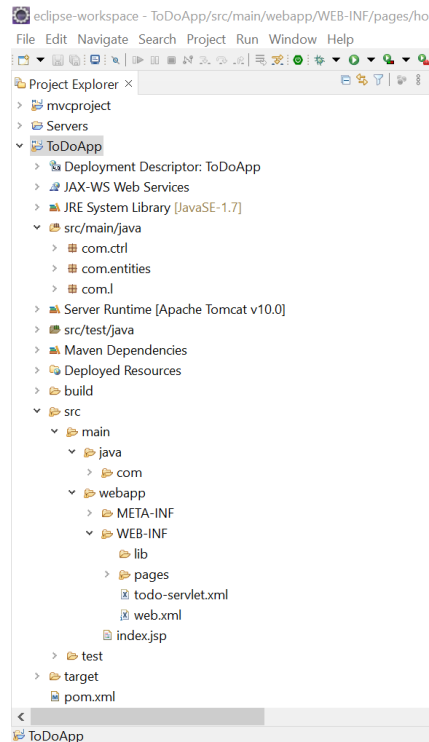 eclipse-workspace - ToDoApp/src/main/webapp/WEB-INF/pages/ho
File Edit Navigate Search Project Run Window Help
Project Explorer
mvcproject
Servers
ToDoApp
Deployment Descriptor: ToDoApp
JAX-WS Web Services
JRE System Library [JavaSE-1.7]
src/main/java
com.ctrl
com.entities
com.l
Server Runtime [Apache Tomcat v10.0]
src/test/java
Maven Dependencies
Deployed Resources
build
src
main
java
com
webapp
META-INF
WEB-INF
lib
pages
todo-servlet.xml
web.xml
index.jsp
test
target
pom.xml
ToDoApp